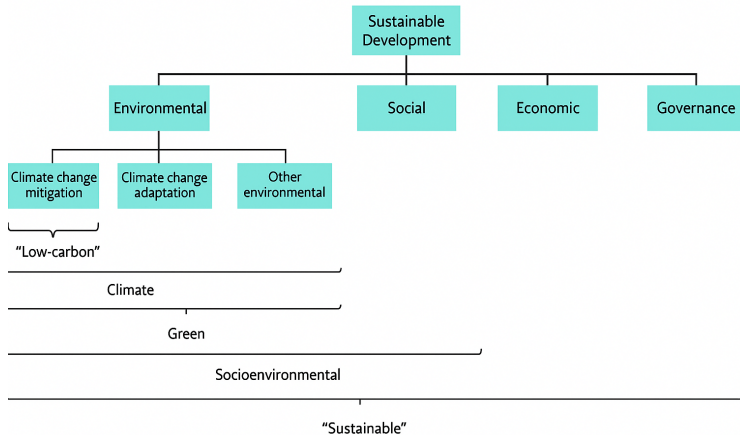 Sustainable
Development
Environmental
Social
Economic
Governance
Climate change
mitigation
Climate change
adaptation
Other
environmental
“Low-carbon”
Climate
Green
Socioenvironmental
“Sustainable”